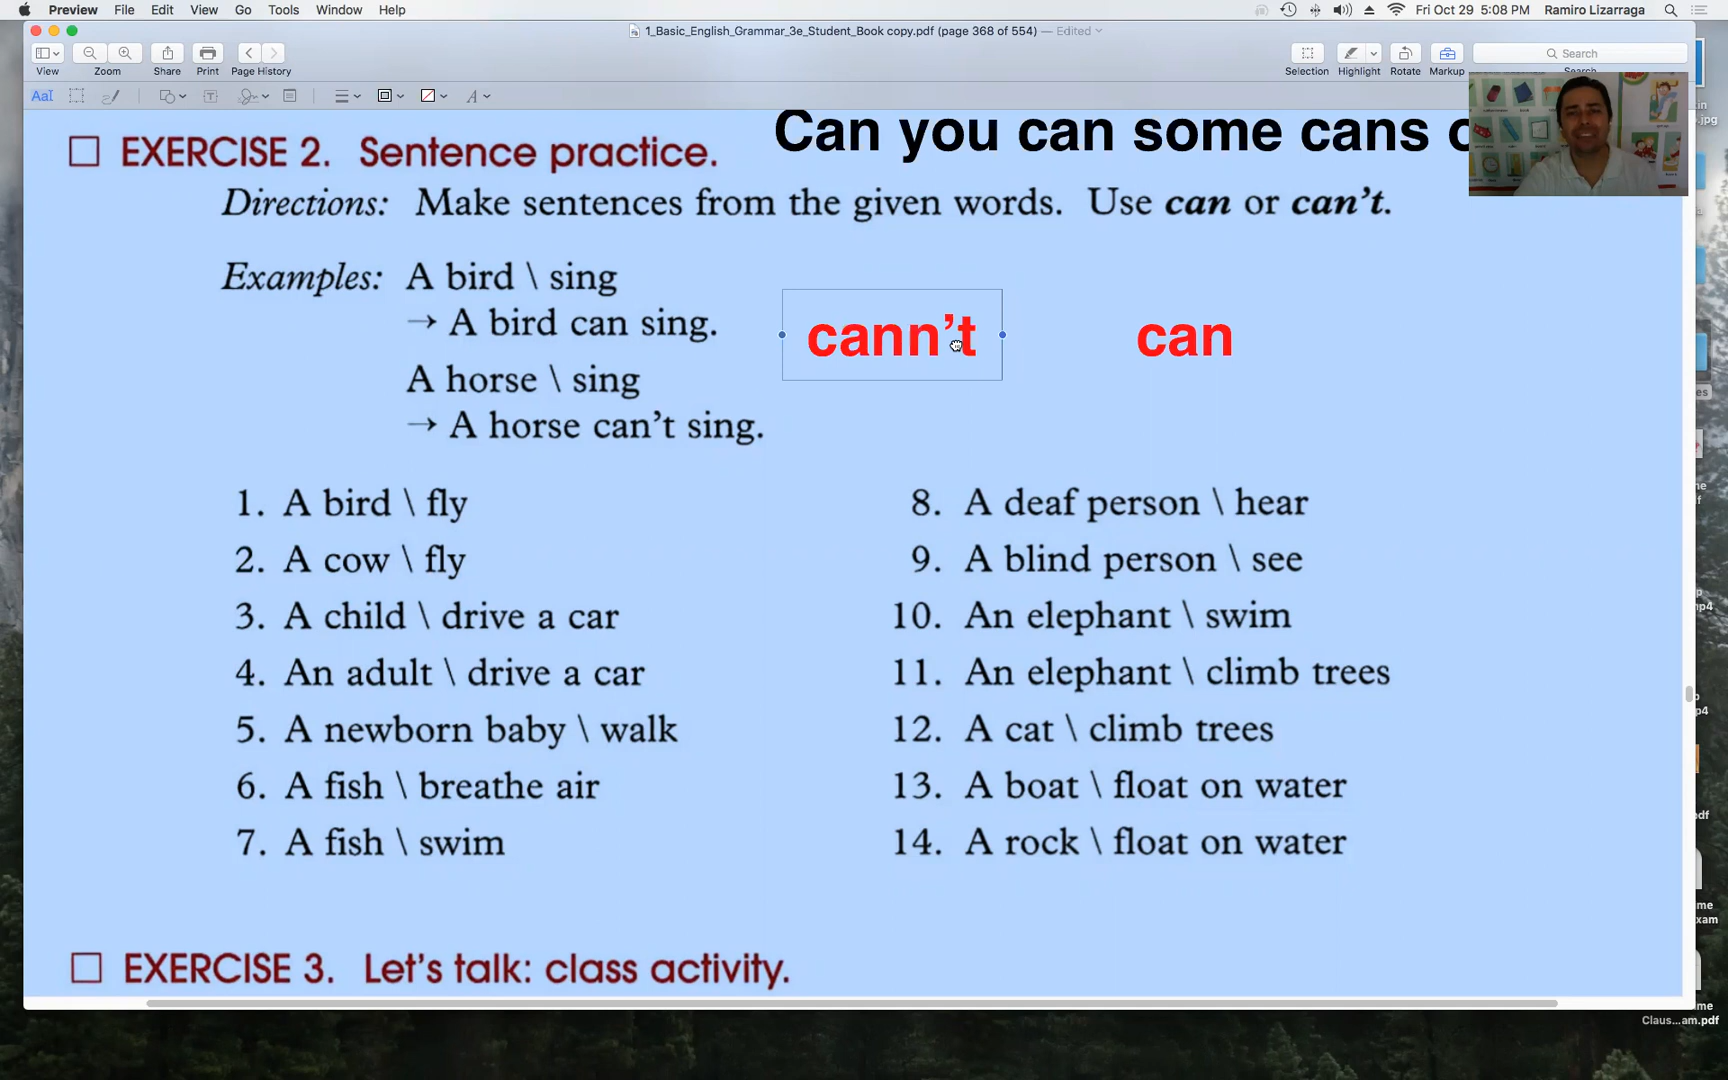 Preview File Edit View Go Tools Window Help
Fri Oct 29 5:08 PM Ramiro Lizarraga
1_Basic_English_Grammar_3e_Student_Book copy.pdf (page 368 of 554) — Edited
Search
View Zoom Share Print Page History
Selection Highlight Rotate Markup Search
AaI T A
Can you can some cans o
EXERCISE 2. Sentence practice.
Directions: Make sentences from the given words. Use can or can't.
Examples: A bird \ sing
→ A bird can sing.
cann't can
A horse \ sing
→ A horse can't sing.
1. A bird \ fly
2. A cow \ fly
3. A child \ drive a car
4. An adult \ drive a car
5. A newborn baby \ walk
6. A fish \ breathe air
7. A fish \ swim
8. A deaf person \ hear
9. A blind person \ see
10. An elephant \ swim
11. An elephant \ climb trees
12. A cat \ climb trees
13. A boat \ float on water
14. A rock \ float on water
EXERCISE 3. Let's talk: class activity.
Claus...am.pdf